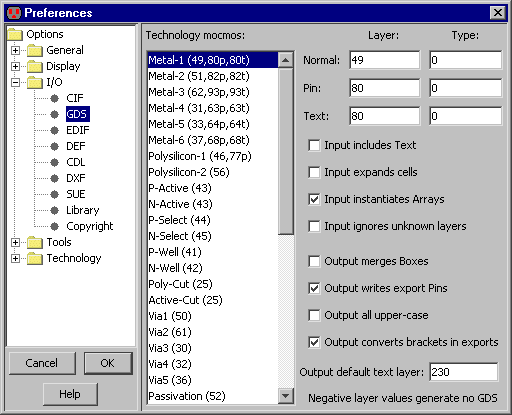 Preferences
Options
General
Display
I/O
CIF
GDS
EDIF
DEF
CDL
DXF
SUE
Library
Copyright
Tools
Technology
Cancel
OK
Help
Technology mocmos:
Metal-1 (49,80p,80t)
Metal-2 (51,82p,82t)
Metal-3 (62,93p,93t)
Metal-4 (31,63p,63t)
Metal-5 (33,64p,64t)
Metal-6 (37,68p,68t)
Polysilicon-1 (46,77p)
Polysilicon-2 (56)
P-Active (43)
N-Active (43)
P-Select (44)
N-Select (45)
P-Well (41)
N-Well (42)
Poly-Cut (25)
Active-Cut (25)
Via1 (50)
Via2 (61)
Via3 (30)
Via4 (32)
Via5 (36)
Passivation (52)
Layer: Type:
Normal: 49 0
Pin: 80 0
Text: 80 0
Input includes Text
Input expands cells
Input instantiates Arrays
Input ignores unknown layers
Output merges Boxes
Output writes export Pins
Output all upper-case
Output converts brackets in exports
Output default text layer: 230
Negative layer values generate no GDS